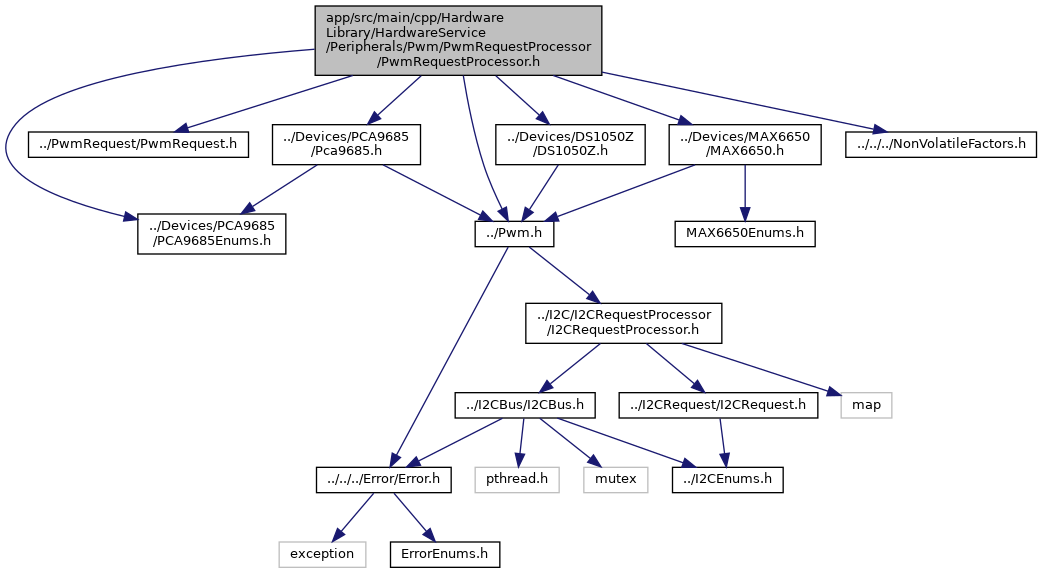 app/src/main/cpp/Hardware
Library/HardwareService
/Peripherals/Pwm/PwmRequestProcessor
/PwmRequestProcessor.h
../PwmRequest/PwmRequest.h
../Devices/PCA9685
/Pca9685.h
../Devices/DS1050Z
/DS1050Z.h
../Devices/MAX6650
/MAX6650.h
../../../NonVolatileFactors.h
../Devices/PCA9685
/PCA9685Enums.h
../Pwm.h
MAX6650Enums.h
../I2C/I2CRequestProcessor
/I2CRequestProcessor.h
../I2CBus/I2CBus.h
../I2CRequest/I2CRequest.h
map
../../../Error/Error.h
pthread.h
mutex
../I2CEnums.h
exception
ErrorEnums.h